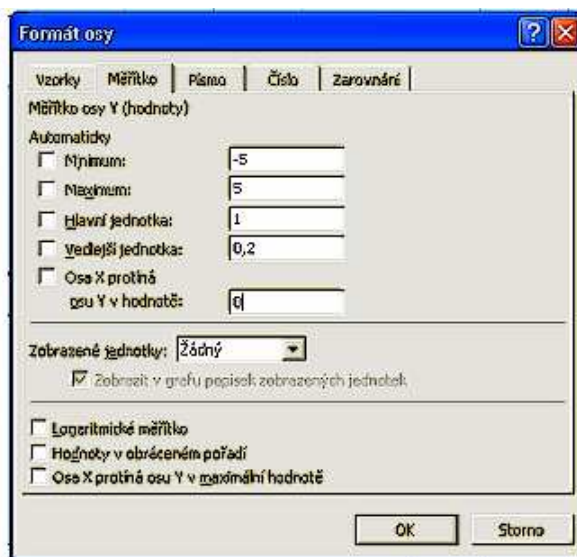 Formát osy
Vzorky Měřítko Písmo Číslo Zarovnání
Měřítko osy Y (hodnoty)
Automaticky
Minimum: -5
Maximum: 5
Hlavní jednotka: 1
Vedlejší jednotka: 0,2
Osa X protíná
osu Y v hodnotě: 0
Zobrazené jednotky: Žádný
Zobrazit v grafu popisek zobrazených jednotek
Logaritmické měřítko
Hodnoty v obráceném pořadí
Osa X protíná osu Y v maximální hodnotě
OK Storno